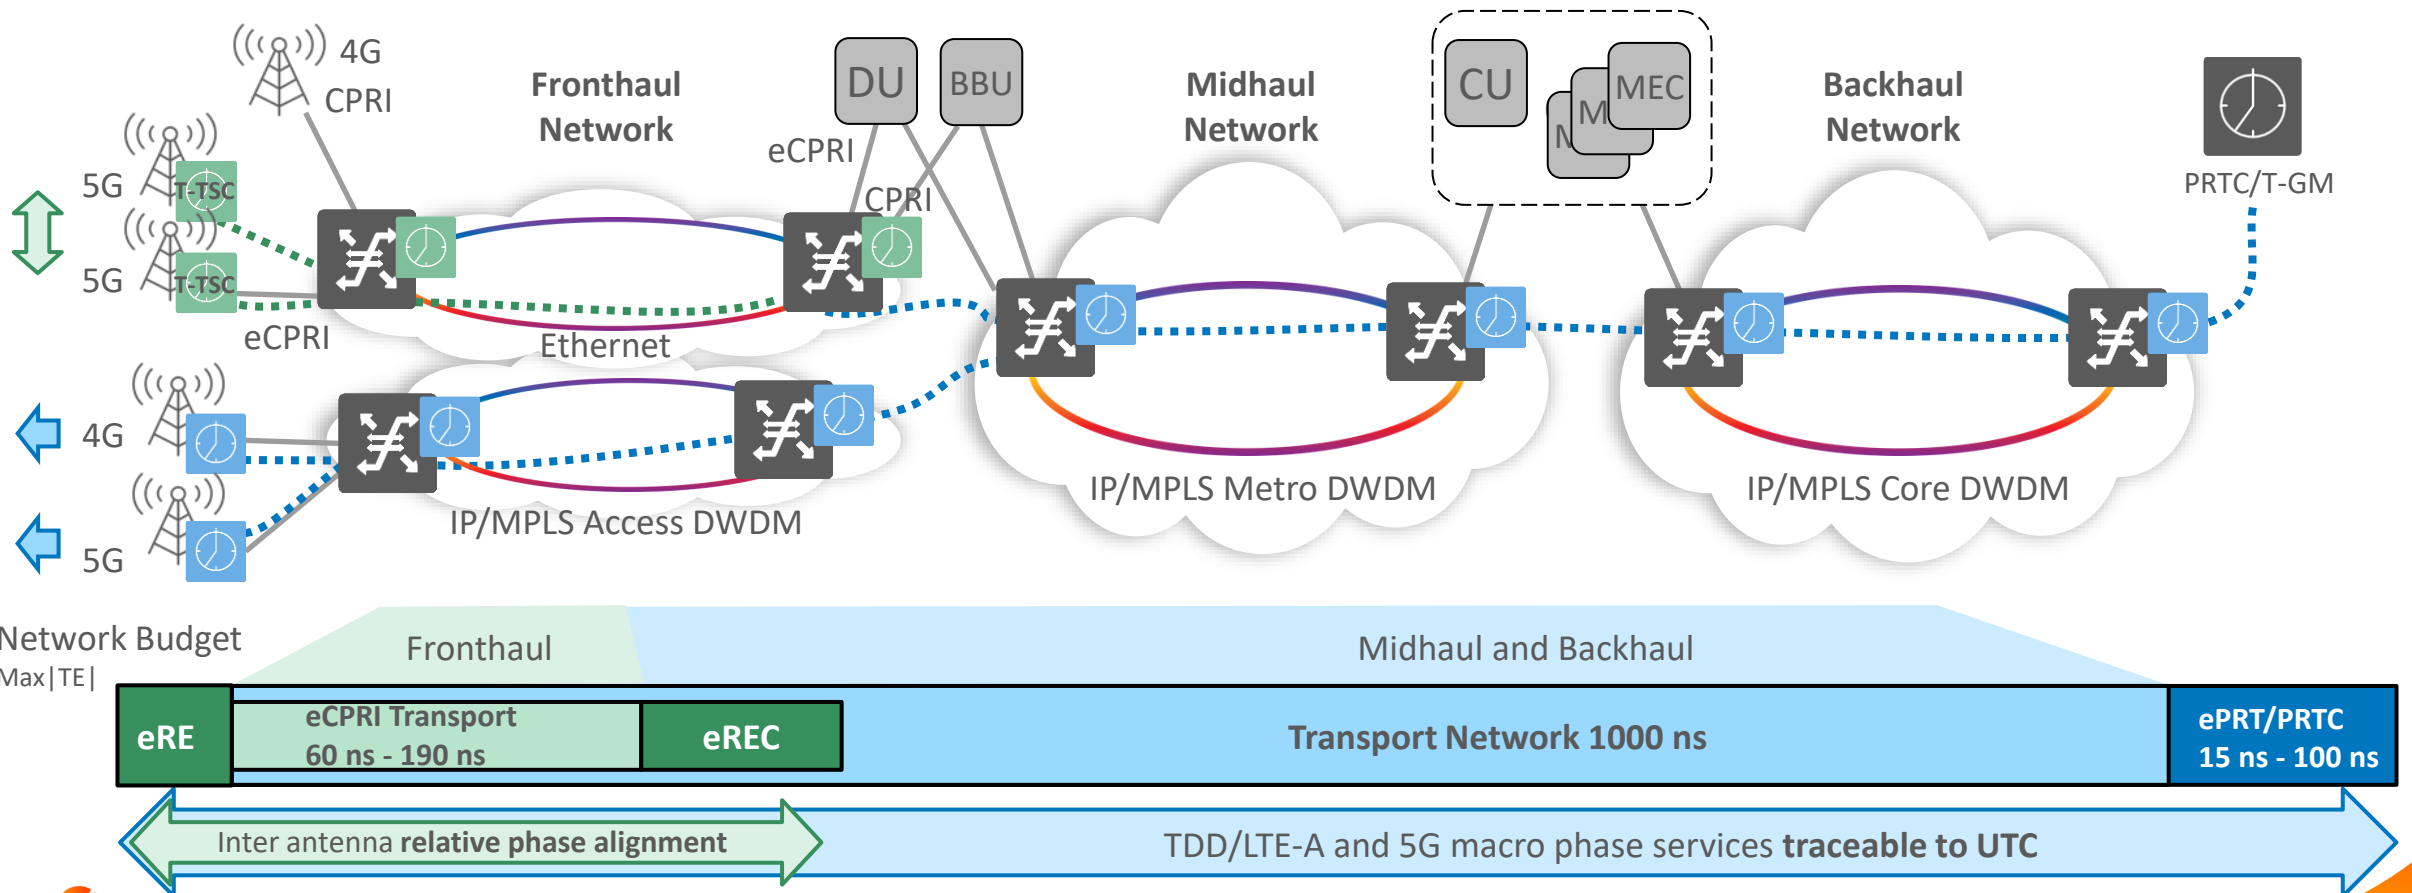 4G
CPRI
Fronthaul
Network
DU
BBU
Midhaul
Network
CU
MEC
M
M
Backhaul
Network
PRTC/T-GM
5G
T-TSC
eCPRI
CPRI
5G
T-TSC
eCPRI
Ethernet
4G
5G
IP/MPLS Access DWDM
IP/MPLS Metro DWDM
IP/MPLS Core DWDM
Network Budget
Max|TE|
Fronthaul
Midhaul and Backhaul
eRE
eCPRI Transport
60 ns - 190 ns
eREC
Transport Network 1000 ns
ePRT/PRTC
15 ns - 100 ns
Inter antenna relative phase alignment
TDD/LTE-A and 5G macro phase services traceable to UTC